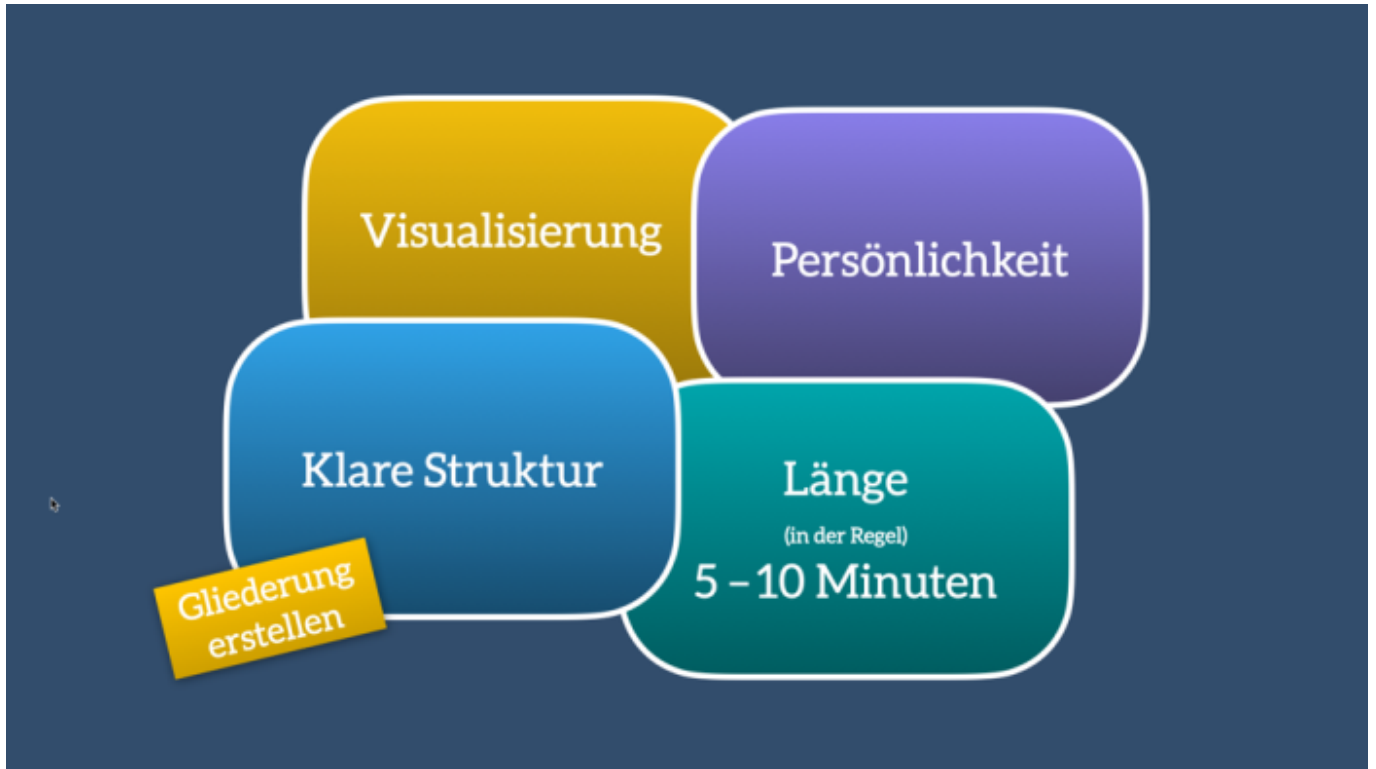 Visualisierung
Persönlichkeit
Klare Struktur
Länge
(in der Regel)
5 – 10 Minuten
Gliederung
erstellen